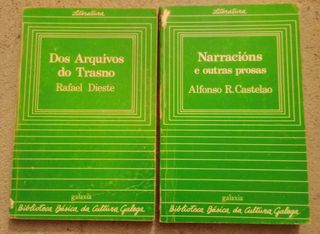 Literatura
Dos Arquivos
do Trasno
Rafael Dieste
galaxia
Biblioteca Básica da Cultura Galega
Literatura
Narracións
e outras prosas
Alfonso R. Castelao
galaxia
Biblioteca Básica da Cultura Galega